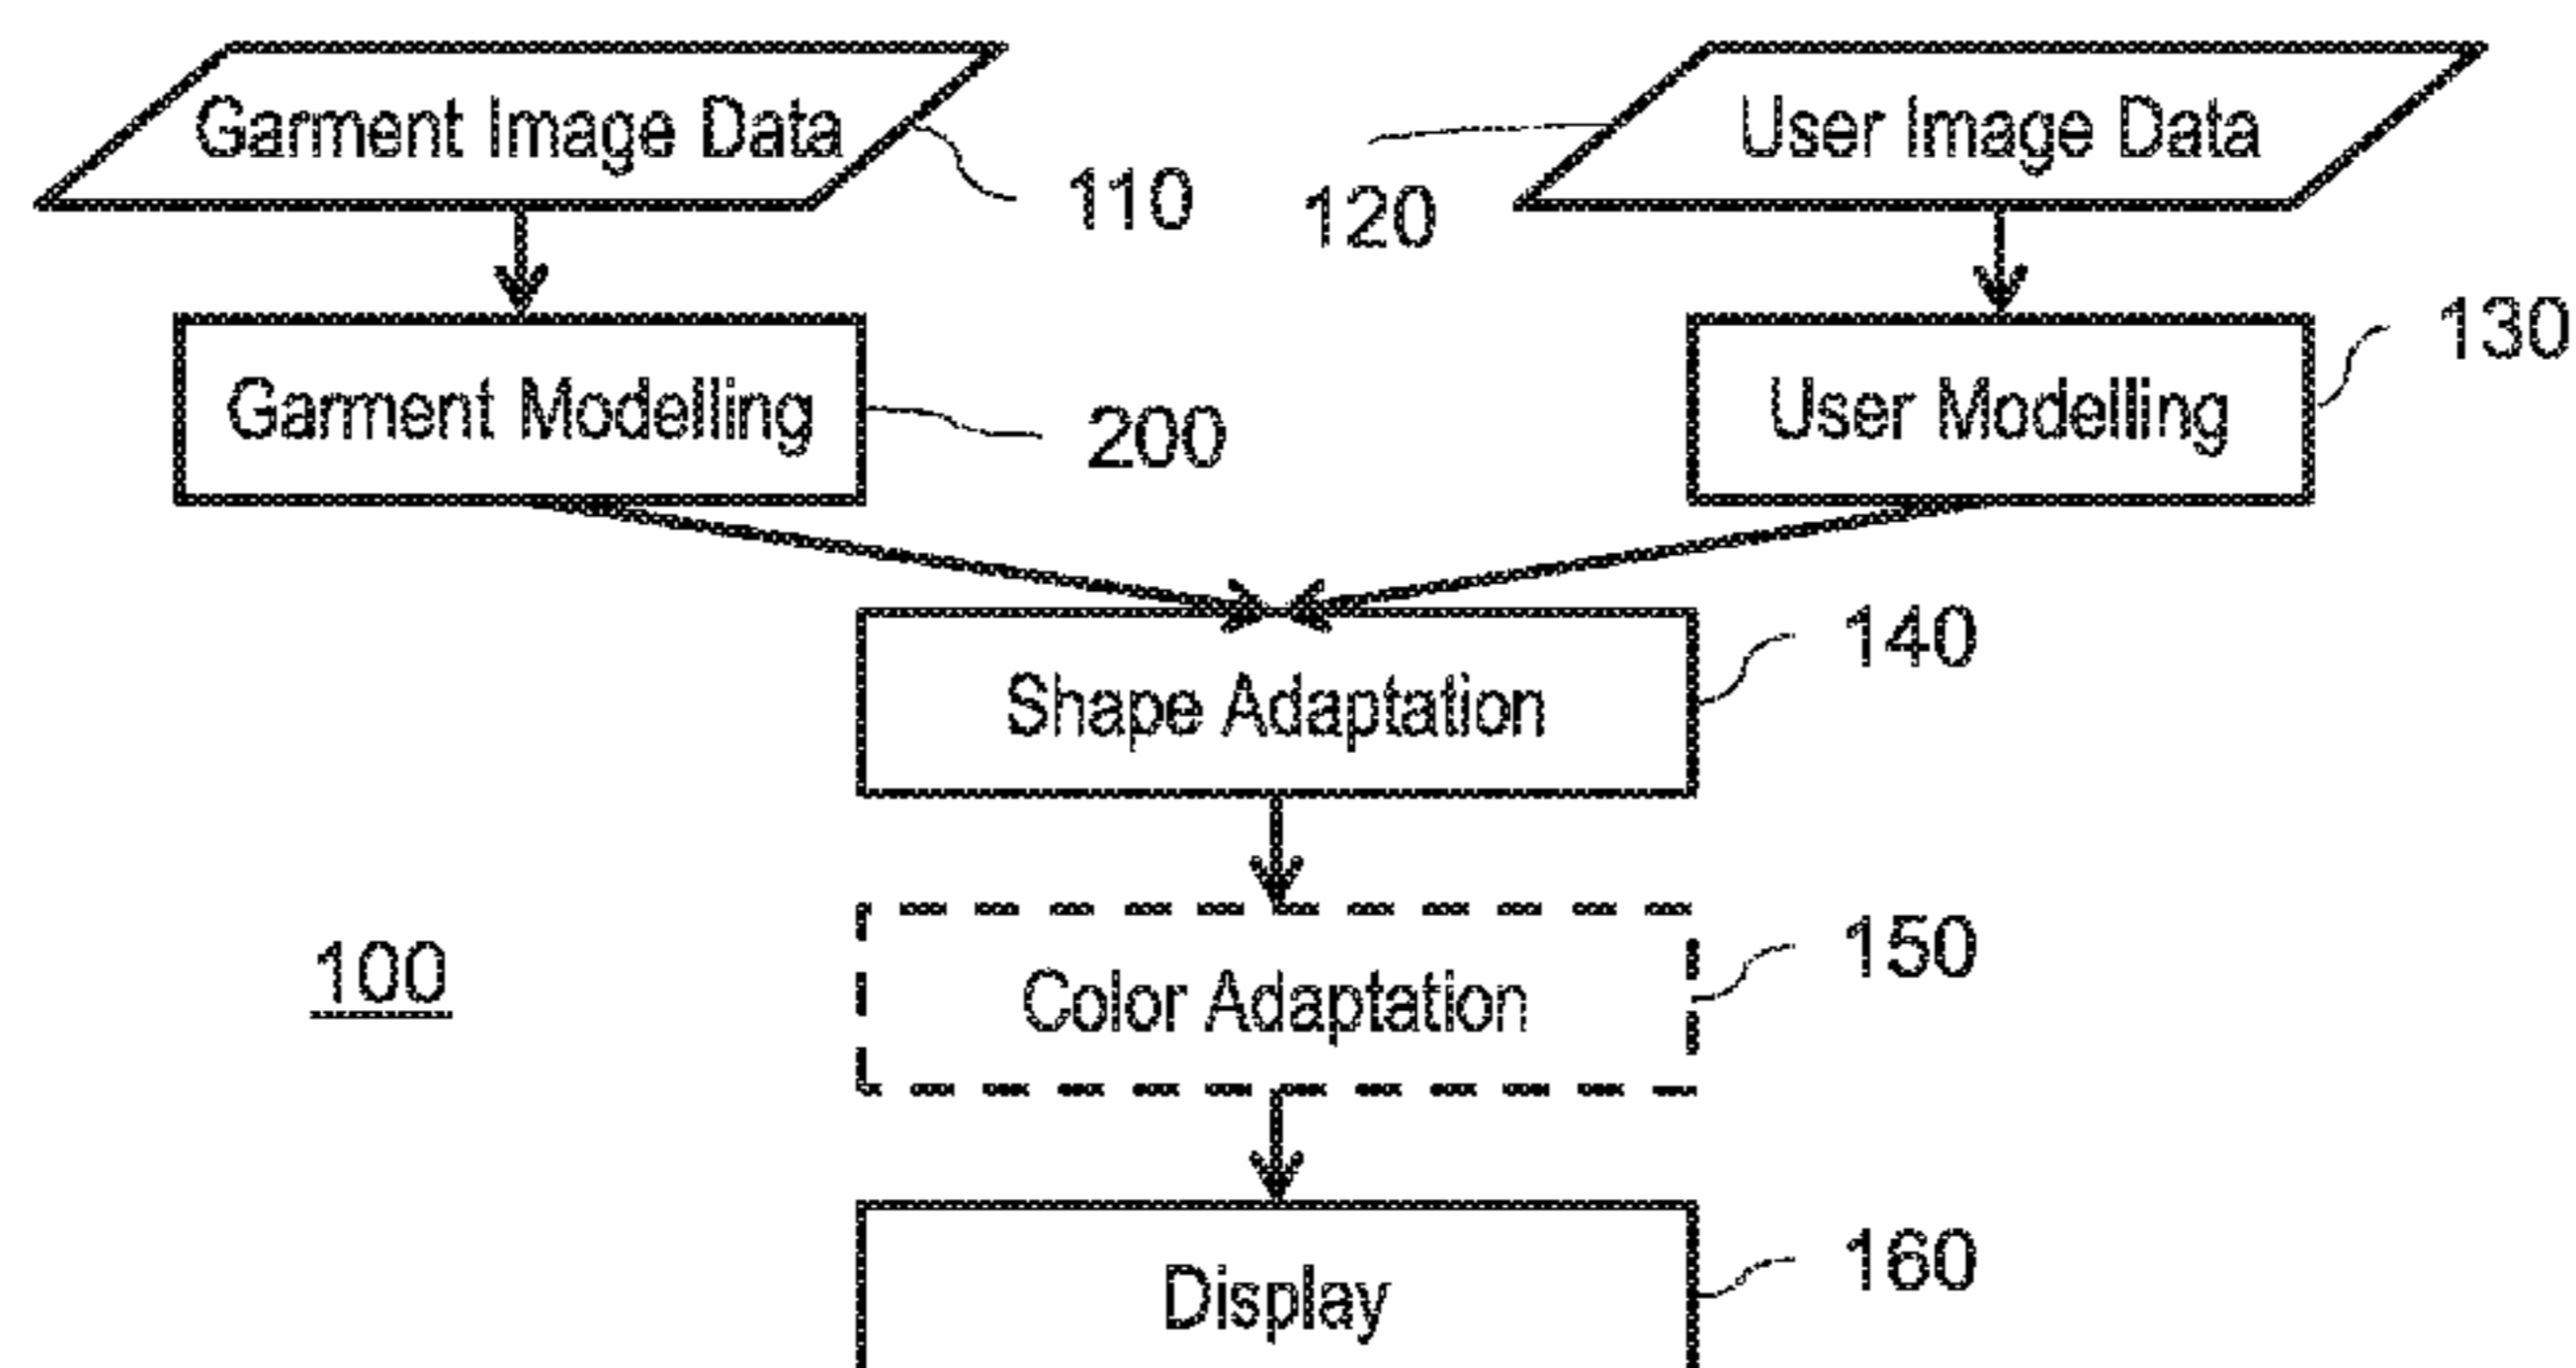 Garment Image Data
User Image Data
110
120
130
Garment Modelling
User Modelling
200
140
Shape Adaptation
150
100
Color Adaptation
160
Display